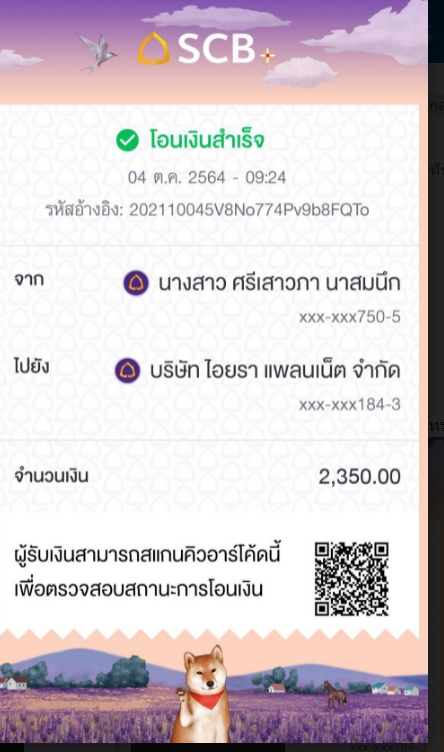 SCB
โอนเงินสำเร็จ
04 ต.ค. 2564 - 09:24
รหัสอ้างอิง: 202110045V8No774Pv9b8FQTo
จาก นางสาว ศรีเสาวภา นาสมนึก
xxx-xxx750-5
ไปยัง บริษัท ไอยรา แพลนเน็ต จำกัด
xxx-xxx184-3
จำนวนเงิน 2,350.00
ผู้รับเงินสามารถสแกนคิวอาร์โค้ดนี้
เพื่อตรวจสอบสถานะการโอนเงิน